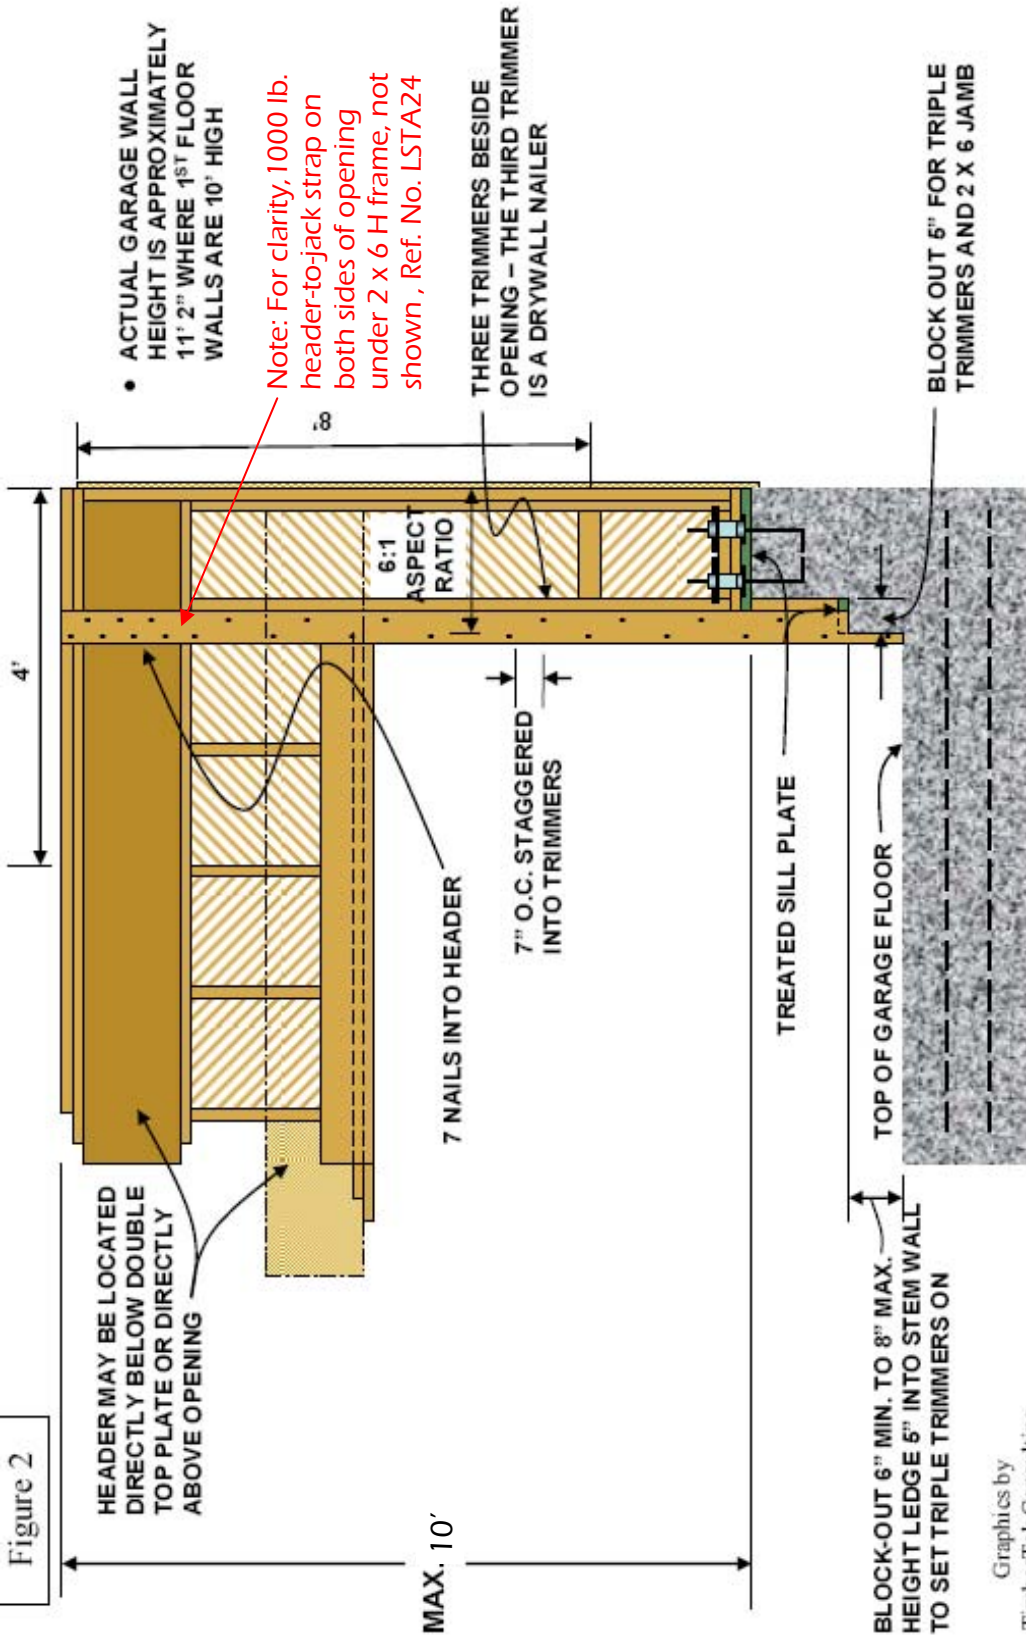 Figure 2
HEADER MAY BE LOCATED
DIRECTLY BELOW DOUBLE
TOP PLATE OR DIRECTLY
ABOVE OPENING
4'
• ACTUAL GARAGE WALL
HEIGHT IS APPROXIMATELY
11' 2" WHERE 1ST FLOOR
WALLS ARE 10' HIGH
Note: For clarity,1000 lb.
header-to-jack strap on
both sides of opening
under 2 x 6 H frame, not
shown , Ref. No. LSTA24
8'
6:1
ASPECT
RATIO
THREE TRIMMERS BESIDE
OPENING – THE THIRD TRIMMER
IS A DRYWALL NAILER
MAX. 10'
7 NAILS INTO HEADER
7" O.C. STAGGERED
INTO TRIMMERS
TREATED SILL PLATE
TOP OF GARAGE FLOOR
BLOCK OUT 5" FOR TRIPLE
TRIMMERS AND 2 X 6 JAMB
BLOCK-OUT 6" MIN. TO 8" MAX.
HEIGHT LEDGE 5" INTO STEM WALL
TO SET TRIPLE TRIMMERS ON
Graphics by